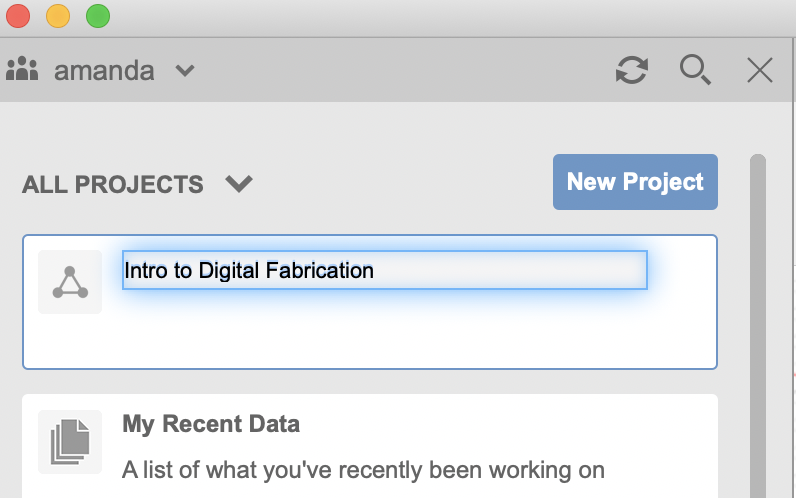 amanda
ALL PROJECTS
New Project
Intro to Digital Fabrication
My Recent Data
A list of what you've recently been working on